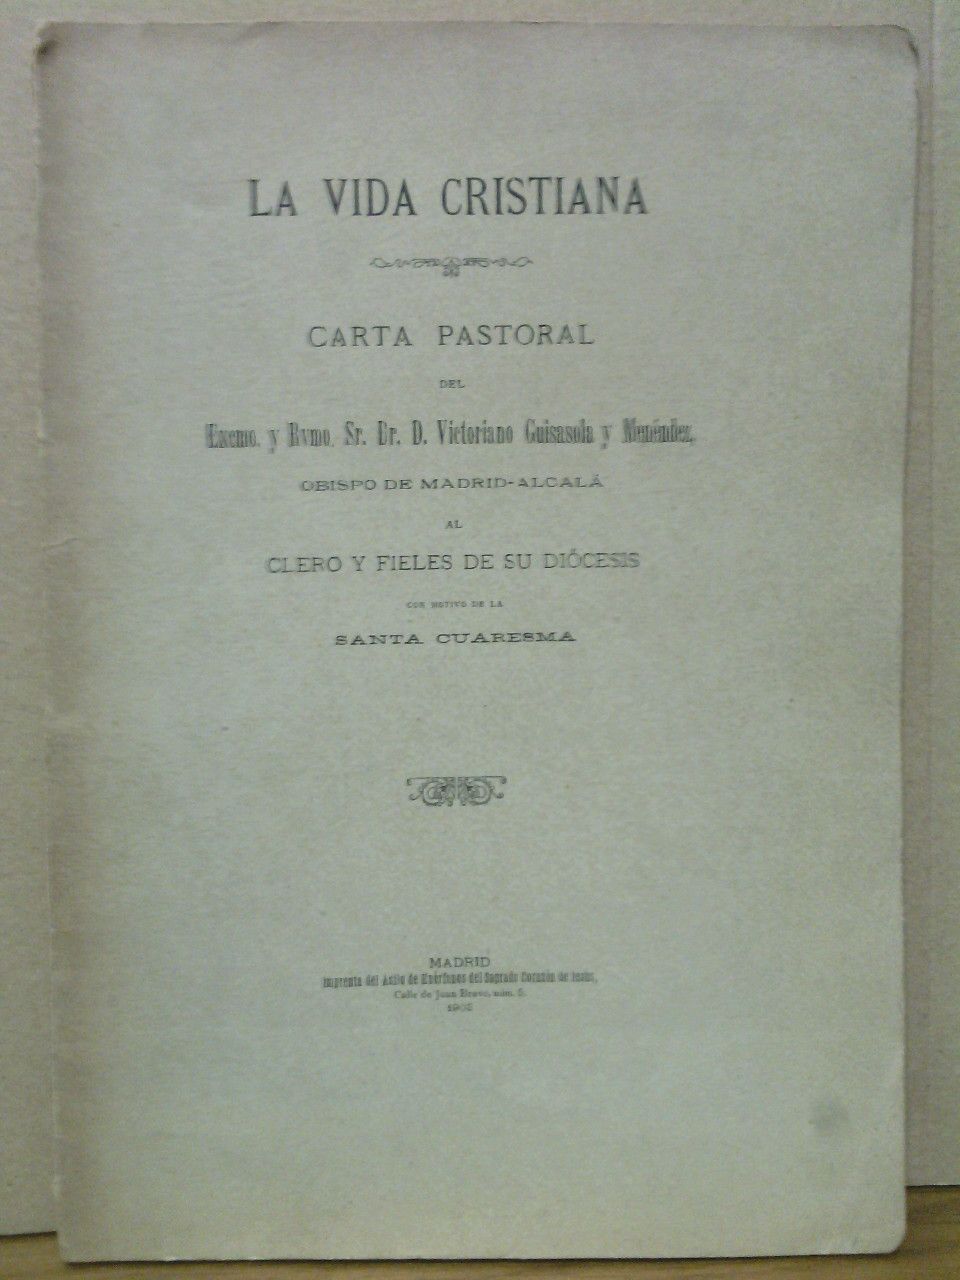 LA VIDA CRISTIANA
CARTA PASTORAL
DEL
Excmo. y Rvmo. Sr. Dr. D. Victoriano Guisasola y Menéndez,
OBISPO DE MADRID-ALCALÁ
AL
CLERO Y FIELES DE SU DIÓCESIS
CON MOTIVO DE LA
SANTA CUARESMA
MADRID
Imprenta del Asilo de Huérfanos del Sagrado Corazón de Jesús,
Calle de Juan Bravo, núm. 5.